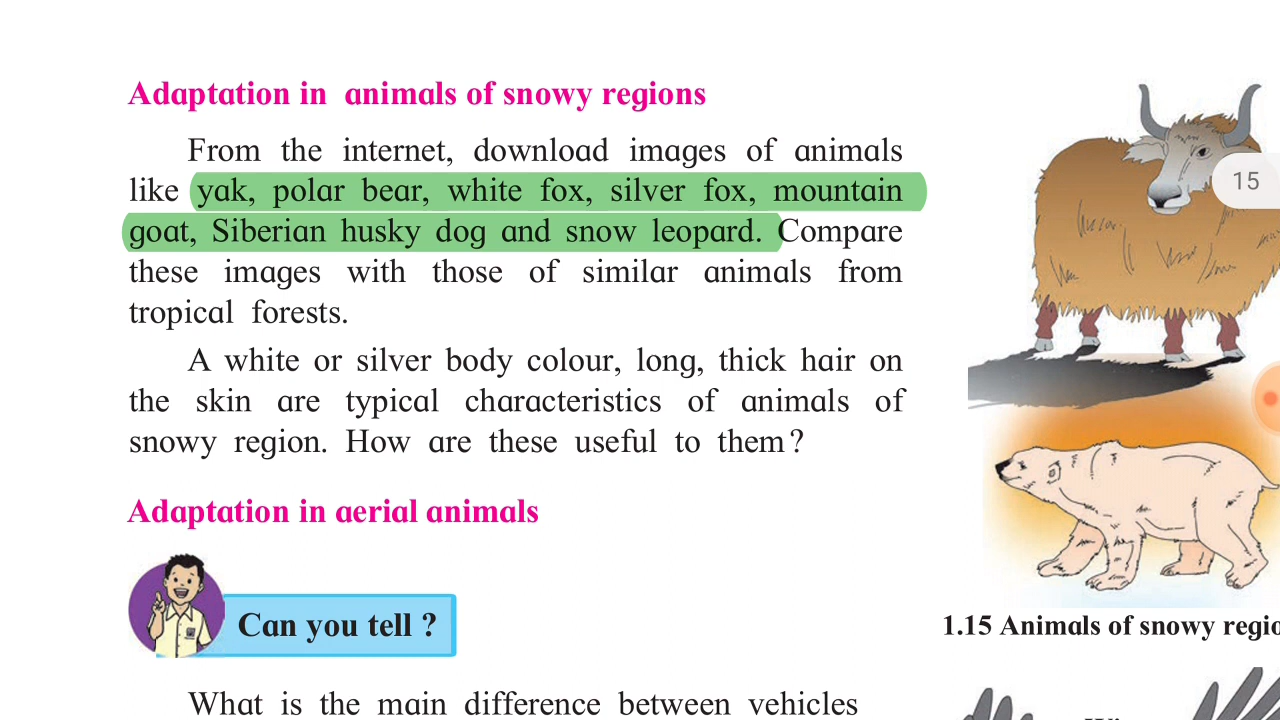 Adaptation in animals of snowy regions
From the internet, download images of animals
like yak, polar bear, white fox, silver fox, mountain
goat, Siberian husky dog and snow leopard. Compare
these images with those of similar animals from
tropical forests.
A white or silver body colour, long, thick hair on
the skin are typical characteristics of animals of
snowy region. How are these useful to them?
Adaptation in aerial animals
Can you tell ?
What is the main difference between vehicles
15
1.15 Animals of snowy regio